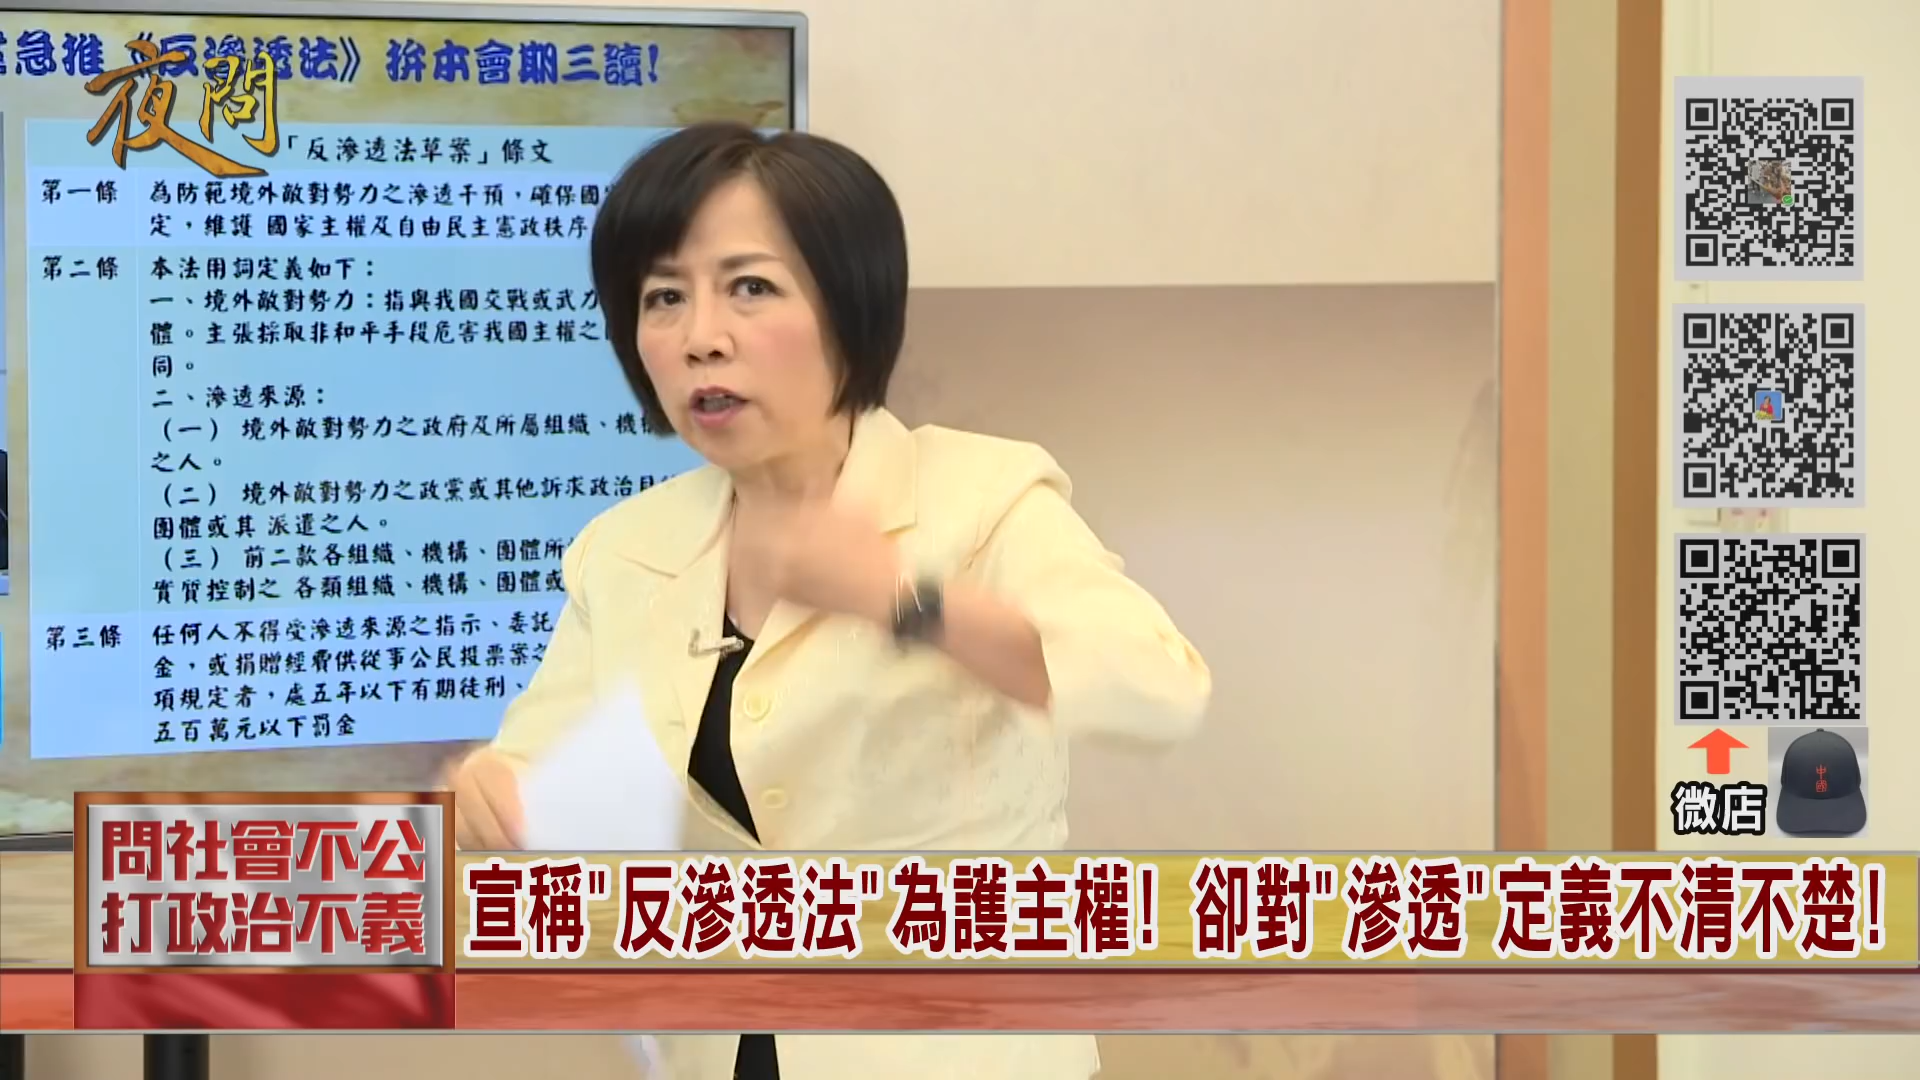 急推《反滲透法》拚本會期三讀!
夜問
「反滲透法草案」條文
第一條 為防範境外敵對勢力之滲透干預，確保國
定，維護 國家主權及自由民主憲政秩序
第二條 本法用詞定義如下：
一、境外敵對勢力：指與我國交戰或武力
體。主張採取非和平手段危害我國主權之
同。
二、滲透來源：
（一） 境外敵對勢力之政府及所屬組織、機
之人。
（二） 境外敵對勢力之政黨或其他訴求政治目
團體或其 派遣之人。
（三） 前二款各組織、機構、團體所
實質控制之 各類組織、機構、團體或
第三條 任何人不得受滲透來源之指示、委託
金，或捐贈經費供從事公民投票案之
項規定者，處五年以下有期徒刑、
五百萬元以下罰金
微店
中國
問社會不公
打政治不義
宣稱"反滲透法"為護主權! 卻對"滲透"定義不清不楚!